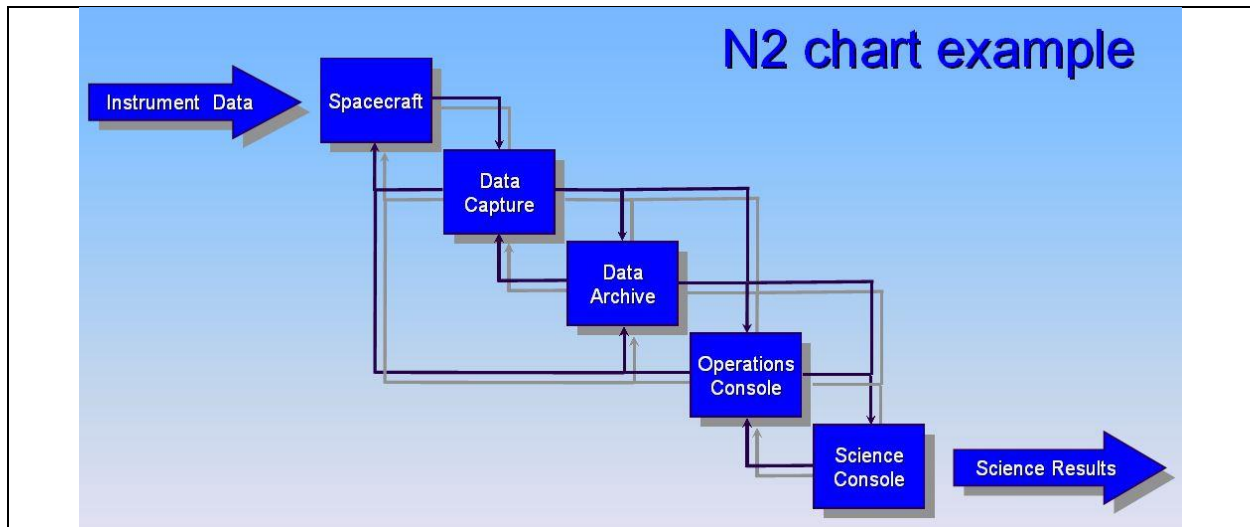 N2 chart example
Instrument Data
Spacecraft
Data
Capture
Data
Archive
Operations
Console
Science
Console
Science Results